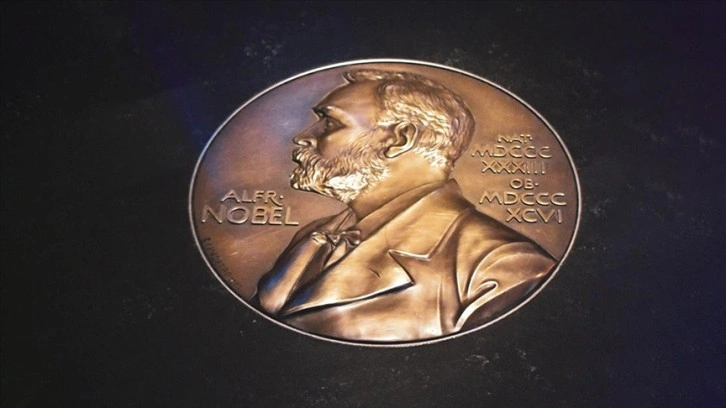 ALFR·
NOBEL
NAT·
MDCCC
XXXIII
OB·
MDCCC
XCVI